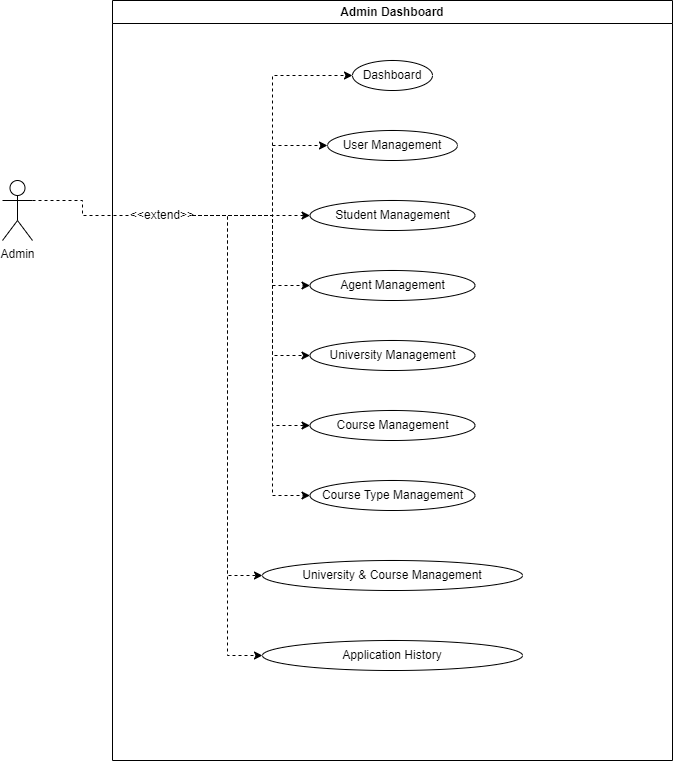 Admin Dashboard
Dashboard
User Management
Admin
<<extend>>
Student Management
Agent Management
University Management
Course Management
Course Type Management
University & Course Management
Application History